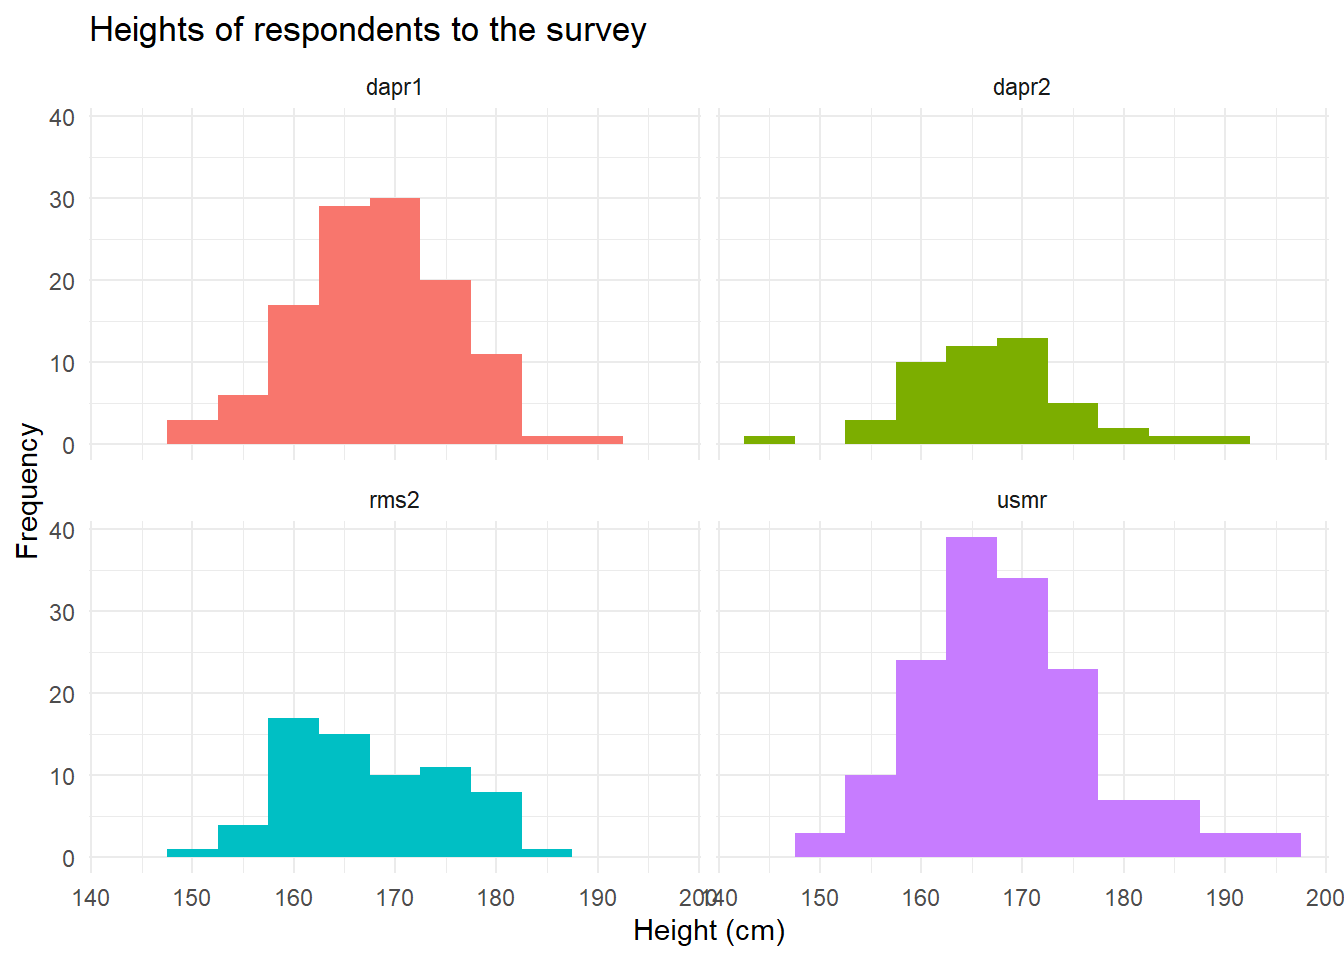 Heights of respondents to the survey
dapr1
dapr2
40
30
20
10
0
rms2
usmr
40
30
20
10
0
Frequency
140 150 160 170 180 190 200 140 150 160 170 180 190 200
Height (cm)